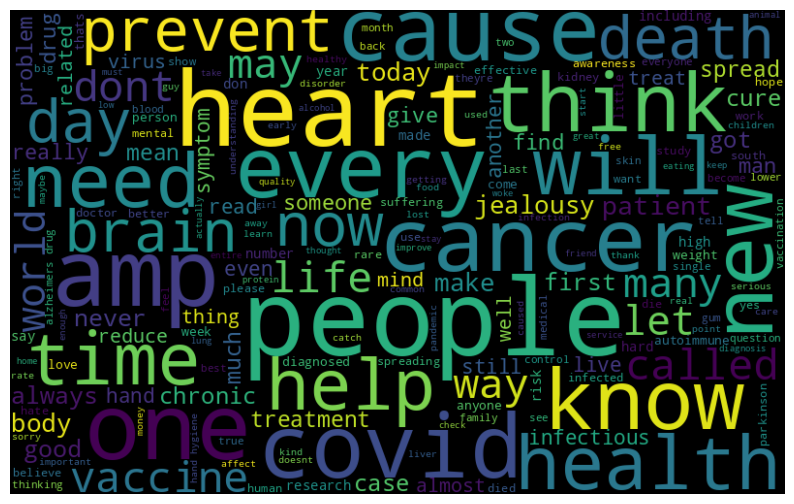 problem
thats
prevent
cause
month
back
two
including
animal
drug
virus
show
big
related
may
today
impact
healthy
must
take
effective
awareness
everyone
death
dont
don
guy
year
theyre
kidney
treat
spread
hope
heart
think
day
low
blood
person
mental
disorder
alcohol
used
give
start
little
cure
work
children
really
mean
symptom
understanding
early
made
another
great
find
free
study
got
south
man
need
every
last
come
woke
will
skin
want
eating
keep
become
lower
right
maybe
doctor
better
read
quality
girl
someone
suffering
getting
food
lost
jealousy
infection
patient
tell
new
vaccination
world
alzheimers
drug
brain
actually
away
learn
now
cancer
use
stay
improve
friend
thank
high
weight
single
serious
amp
entire
number
thought
rare
even
feel
please
protein
life
mind
make
first
many
yes
care
never
enough
thing
common
people
well
caused
pandemic
medical
die
real
gum
point
let
question
diagnosis
say
reduce
week
lung
much
catch
service
hard
autoimmune
home
rate
love
time
best
diagnosed
spreading
still
control
infected
risk
live
called
always
hate
hand
chronic
help
way
know
parkinson
body
sorry
money
one
treatment
anyone
family
check
see
infectious
good
hand
hygiene
true
covid
health
believe
important
thinking
vaccine
affect
human
kind
doesnt
research
liver
case
almost
died